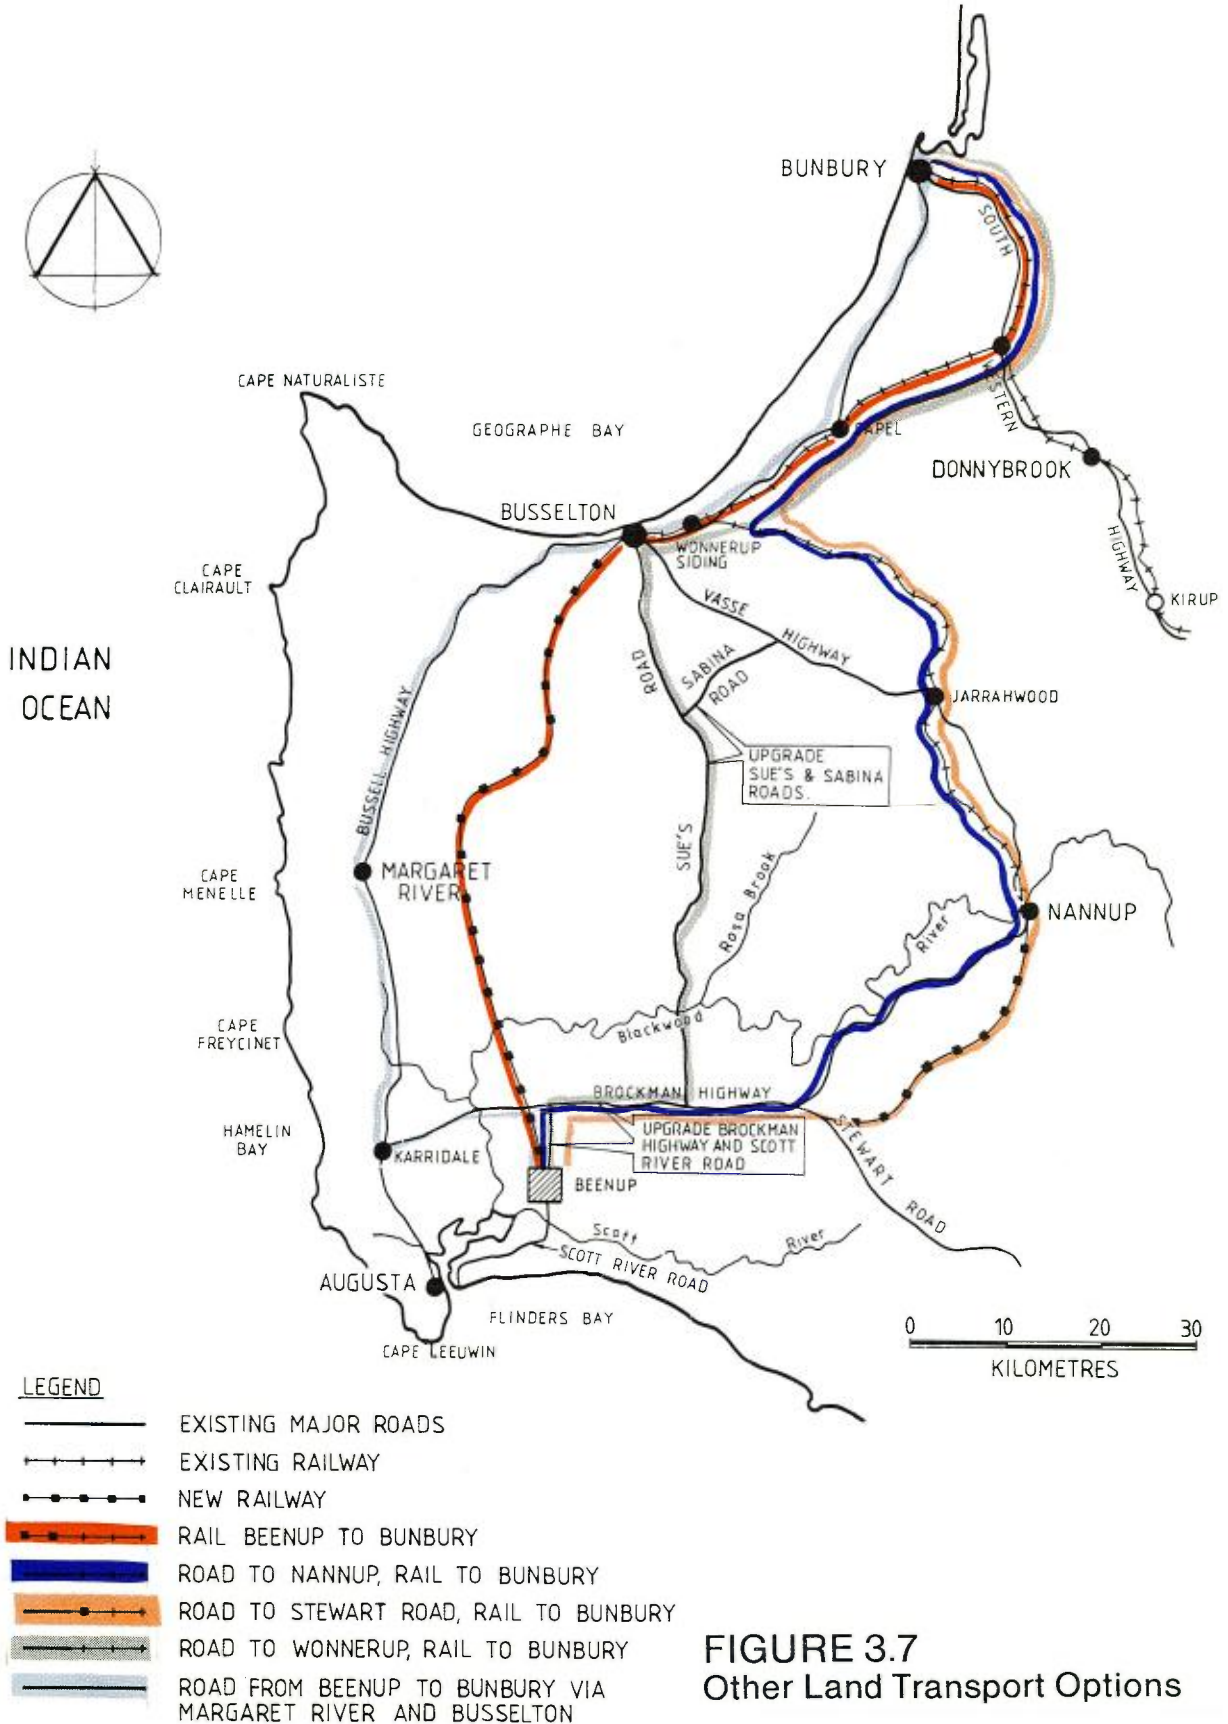 BUNBURY
SOUTH
WESTERN
HIGHWAY
CAPE NATURALISTE
GEOGRAPHE BAY
CAPEL
DONNYBROOK
BUSSELTON
WONNERUP
SIDING
KIRUP
CAPE
CLAIRAULT
VASSE
HIGHWAY
INDIAN
OCEAN
ROAD
SABINA
ROAD
JARRAHWOOD
BUSSELL HIGHWAY
UPGRADE
SUE'S & SABINA
ROADS.
SUE'S
MARGARET
RIVER
CAPE
MENELLE
Rosa Brook
River
NANNUP
CAPE
FREYCINET
Blackwood
BROCKMAN HIGHWAY
HAMELIN
BAY
KARRIDALE
UPGRADE BROCKMAN
HIGHWAY AND SCOTT
RIVER ROAD
STEWART ROAD
BEENUP
Scott River
SCOTT RIVER ROAD
AUGUSTA
FLINDERS BAY
CAPE LEEUWIN
0 10 20 30
KILOMETRES
LEGEND
EXISTING MAJOR ROADS
EXISTING RAILWAY
NEW RAILWAY
RAIL BEENUP TO BUNBURY
ROAD TO NANNUP, RAIL TO BUNBURY
ROAD TO STEWART ROAD, RAIL TO BUNBURY
ROAD TO WONNERUP, RAIL TO BUNBURY
ROAD FROM BEENUP TO BUNBURY VIA
MARGARET RIVER AND BUSSELTON
FIGURE 3.7
Other Land Transport Options